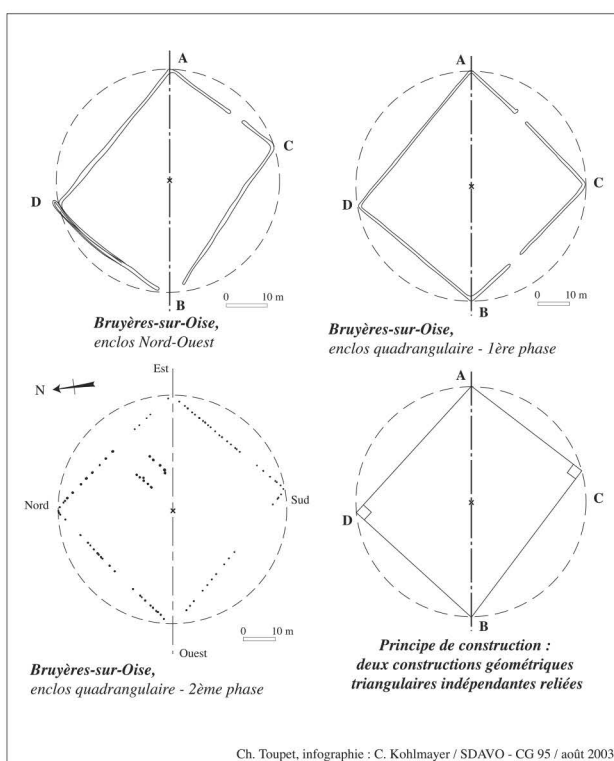 A
C
D
B
0 10 m
Bruyères-sur-Oise,
enclos Nord-Ouest
A
C
D
B
0 10 m
Bruyères-sur-Oise,
enclos quadrangulaire - 1ère phase
Est
N
Nord
Sud
Ouest
0 10 m
Bruyères-sur-Oise,
enclos quadrangulaire - 2ème phase
A
C
D
B
Principe de construction :
deux constructions géométriques
triangulaires indépendantes reliées
Ch. Toupet, infographie : C. Kohlmayer / SDAVO - CG 95 / août 2003